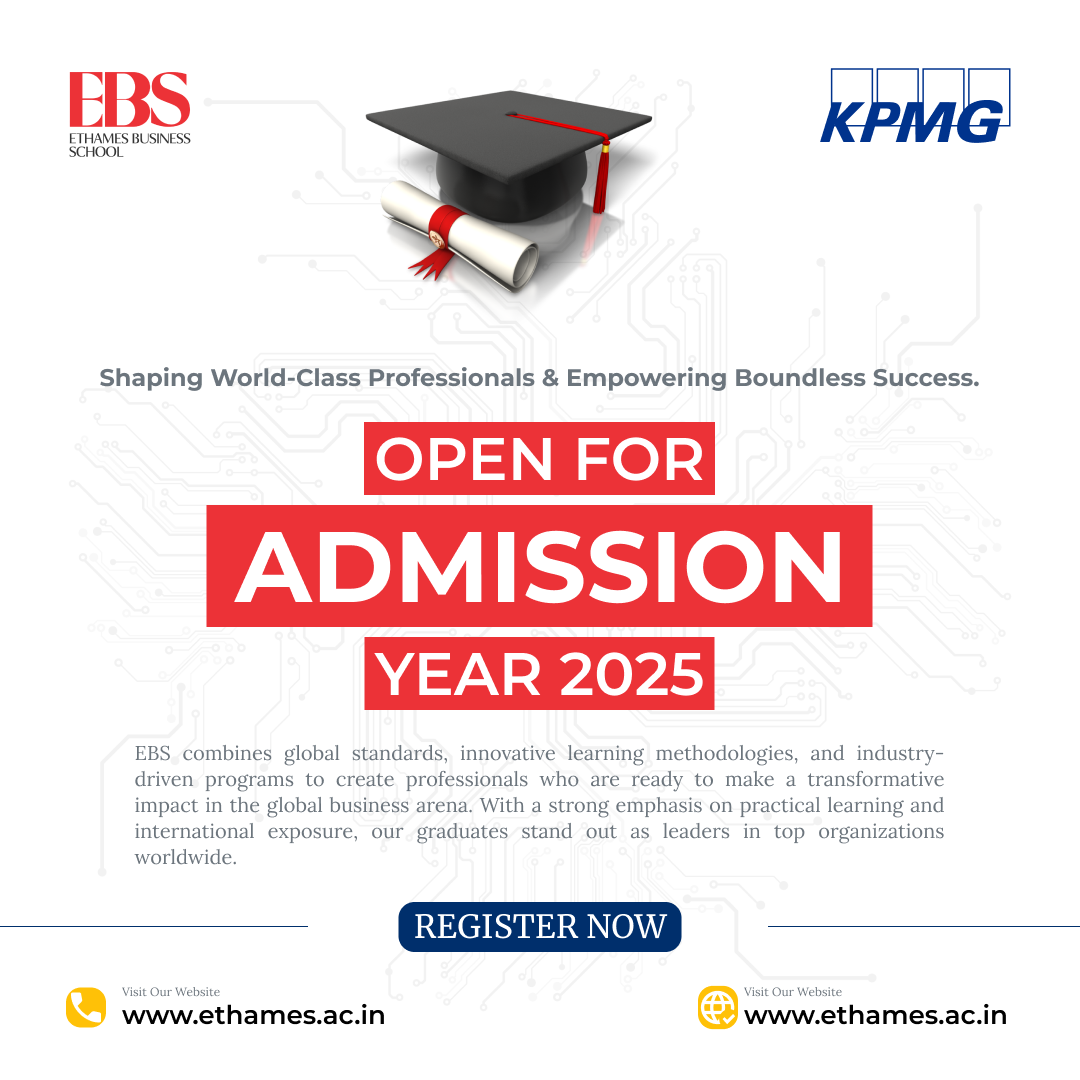 EBS
ETHAMES BUSINESS
SCHOOL
KPMG
Shaping World-Class Professionals & Empowering Boundless Success.
OPEN FOR
ADMISSION
YEAR 2025
EBS combines global standards, innovative learning methodologies, and industry-
driven programs to create professionals who are ready to make a transformative
impact in the global business arena. With a strong emphasis on practical learning and
international exposure, our graduates stand out as leaders in top organizations
worldwide.
REGISTER NOW
Visit Our Website
www.ethames.ac.in
Visit Our Website
www.ethames.ac.in